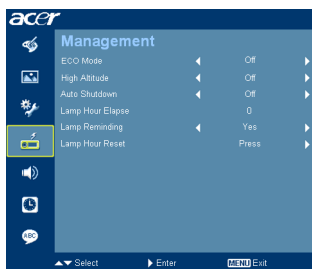 acer
Management
ECO Mode Off
High Altitude Off
Auto Shutdown Off
Lamp Hour Elapse 0
Lamp Reminding Yes
Lamp Hour Reset Press
ABC
Select Enter MENU Exit